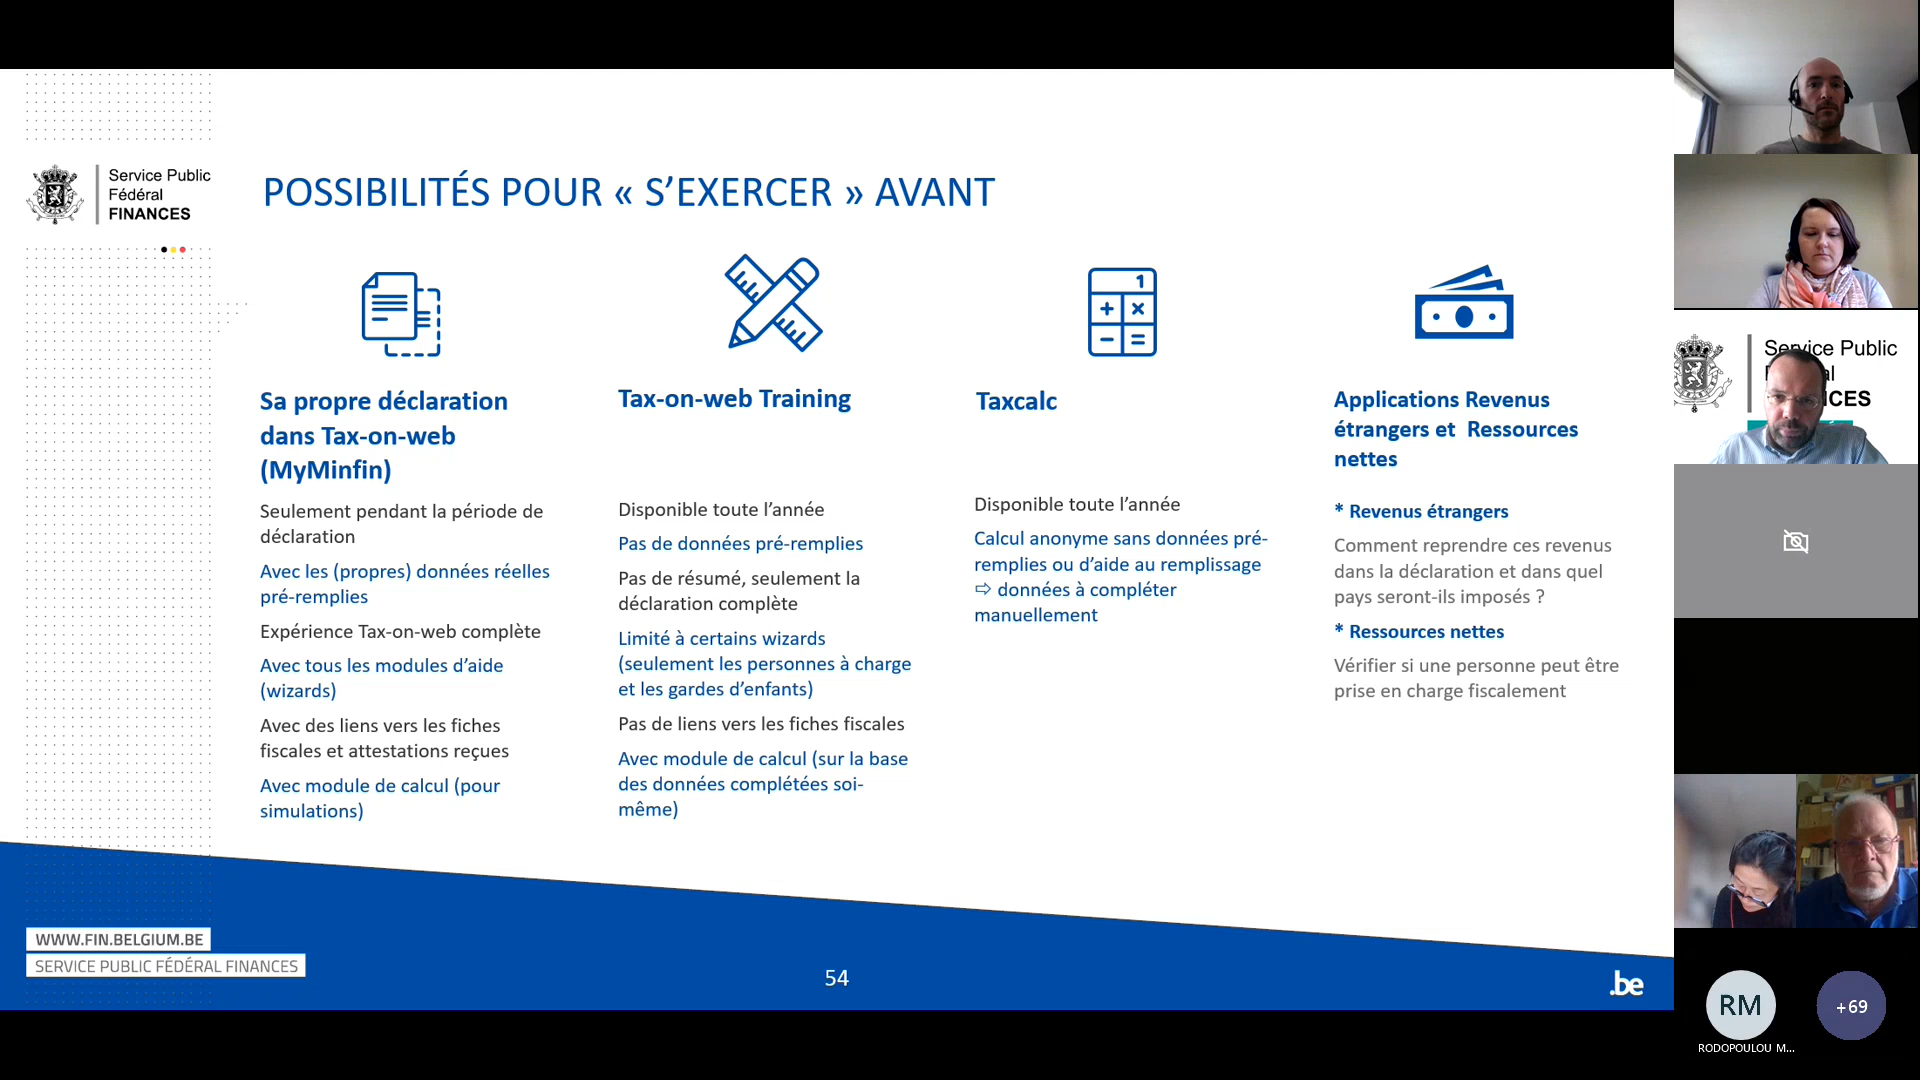 Service Public
Fédéral
FINANCES
POSSIBILITÉS POUR « S’EXERCER » AVANT
Sa propre déclaration
dans Tax-on-web
(MyMinfin)
Seulement pendant la période de
déclaration
Avec les (propres) données réelles
pré-remplies
Expérience Tax-on-web complète
Avec tous les modules d’aide
(wizards)
Avec des liens vers les fiches
fiscales et attestations reçues
Avec module de calcul (pour
simulations)
Tax-on-web Training
Disponible toute l’année
Pas de données pré-remplies
Pas de résumé, seulement la
déclaration complète
Limité à certains wizards
(seulement les personnes à charge
et les gardes d’enfants)
Pas de liens vers les fiches fiscales
Avec module de calcul (sur la base
des données complétées soi-
même)
1
Taxcalc
Disponible toute l’année
Calcul anonyme sans données pré-
remplies ou d’aide au remplissage
⇨ données à compléter
manuellement
Applications Revenus
étrangers et  Ressources
nettes
* Revenus étrangers
Comment reprendre ces revenus
dans la déclaration et dans quel
pays seront-ils imposés ?
* Ressources nettes
Vérifier si une personne peut être
prise en charge fiscalement
WWW.FIN.BELGIUM.BE
SERVICE PUBLIC FÉDÉRAL FINANCES
54
.be
Service Public
RM
+69
RODOPOULOU M...